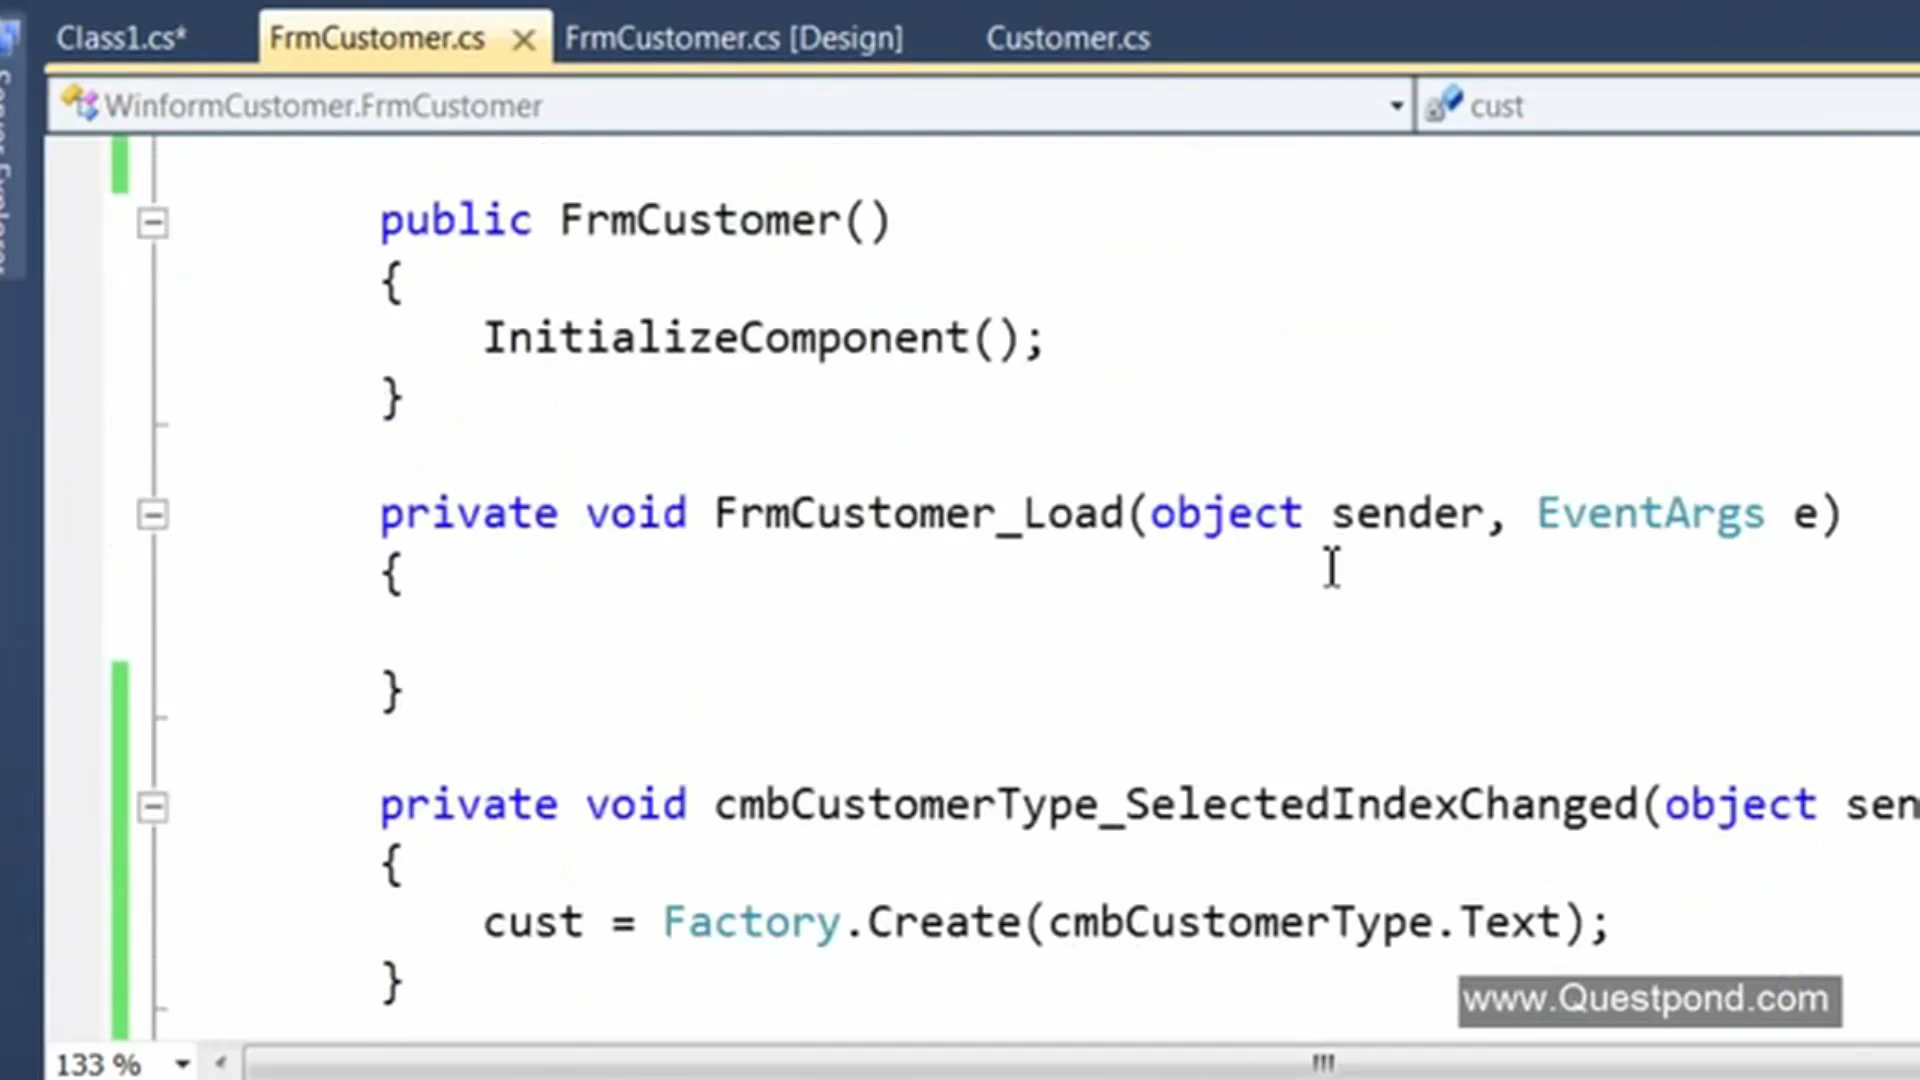 Class1.cs*
FrmCustomer.cs
FrmCustomer.cs [Design]
Customer.cs
WinformCustomer.FrmCustomer
cust
public FrmCustomer()
{
InitializeComponent();
}
private void FrmCustomer_Load(object sender, EventArgs e)
{
}
private void cmbCustomerType_SelectedIndexChanged(object sen
{
cust = Factory.Create(cmbCustomerType.Text);
}
www.Questpond.com
133 %